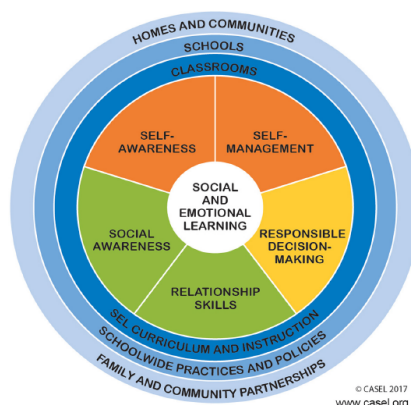 HOMES AND COMMUNITIES
SCHOOLS
CLASSROOMS
SELF-
AWARENESS
SELF-
MANAGEMENT
SOCIAL
AND
EMOTIONAL
LEARNING
SOCIAL
AWARENESS
RESPONSIBLE
DECISION-
MAKING
RELATIONSHIP
SKILLS
SEL CURRICULUM AND INSTRUCTION
SCHOOLWIDE PRACTICES AND POLICIES
FAMILY AND COMMUNITY PARTNERSHIPS
© CASEL 2017
www.casel.org